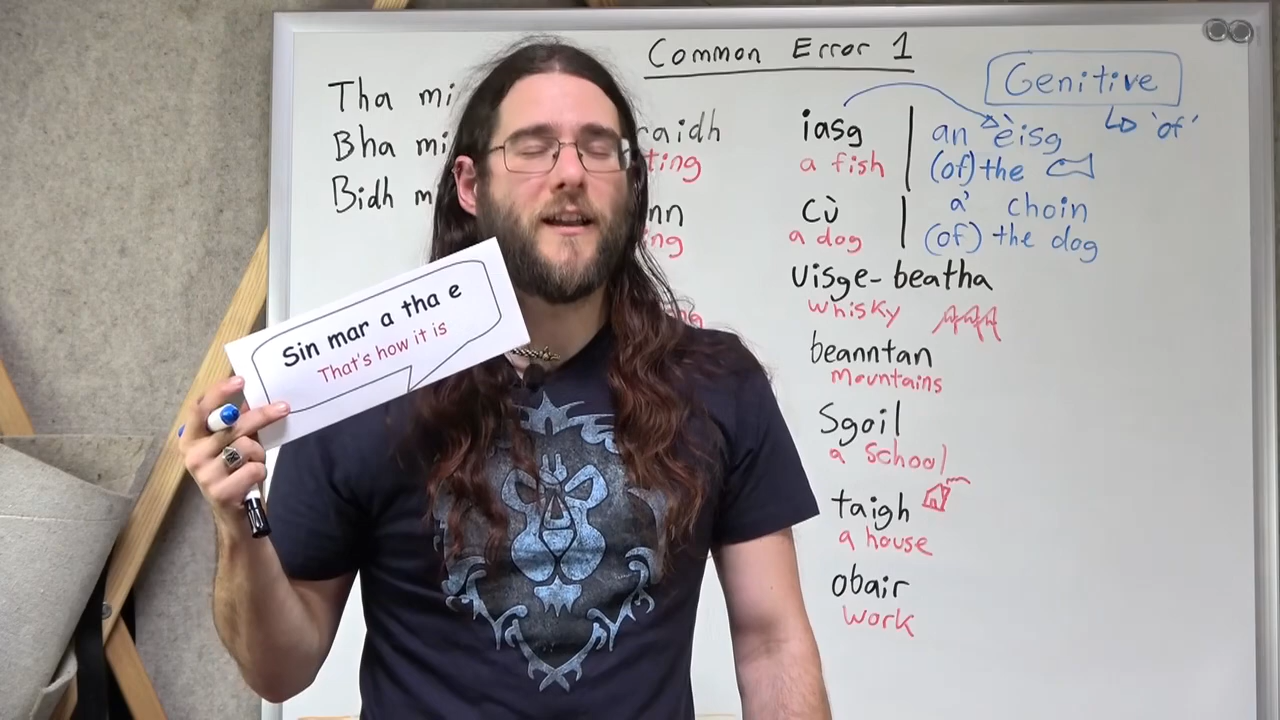 Common Error 1
Tha mi
Bha mi
Bidh m
raidh
ting
nn
ing
iasg
a fish
cù
a dog
uisge-beatha
whisky
beanntan
mountains
sgoil
a school
taigh
a house
obair
work
Genitive
'of'
an èisg
(of) the
a' choin
(of) the dog
Sin mar a tha e
That's how it is